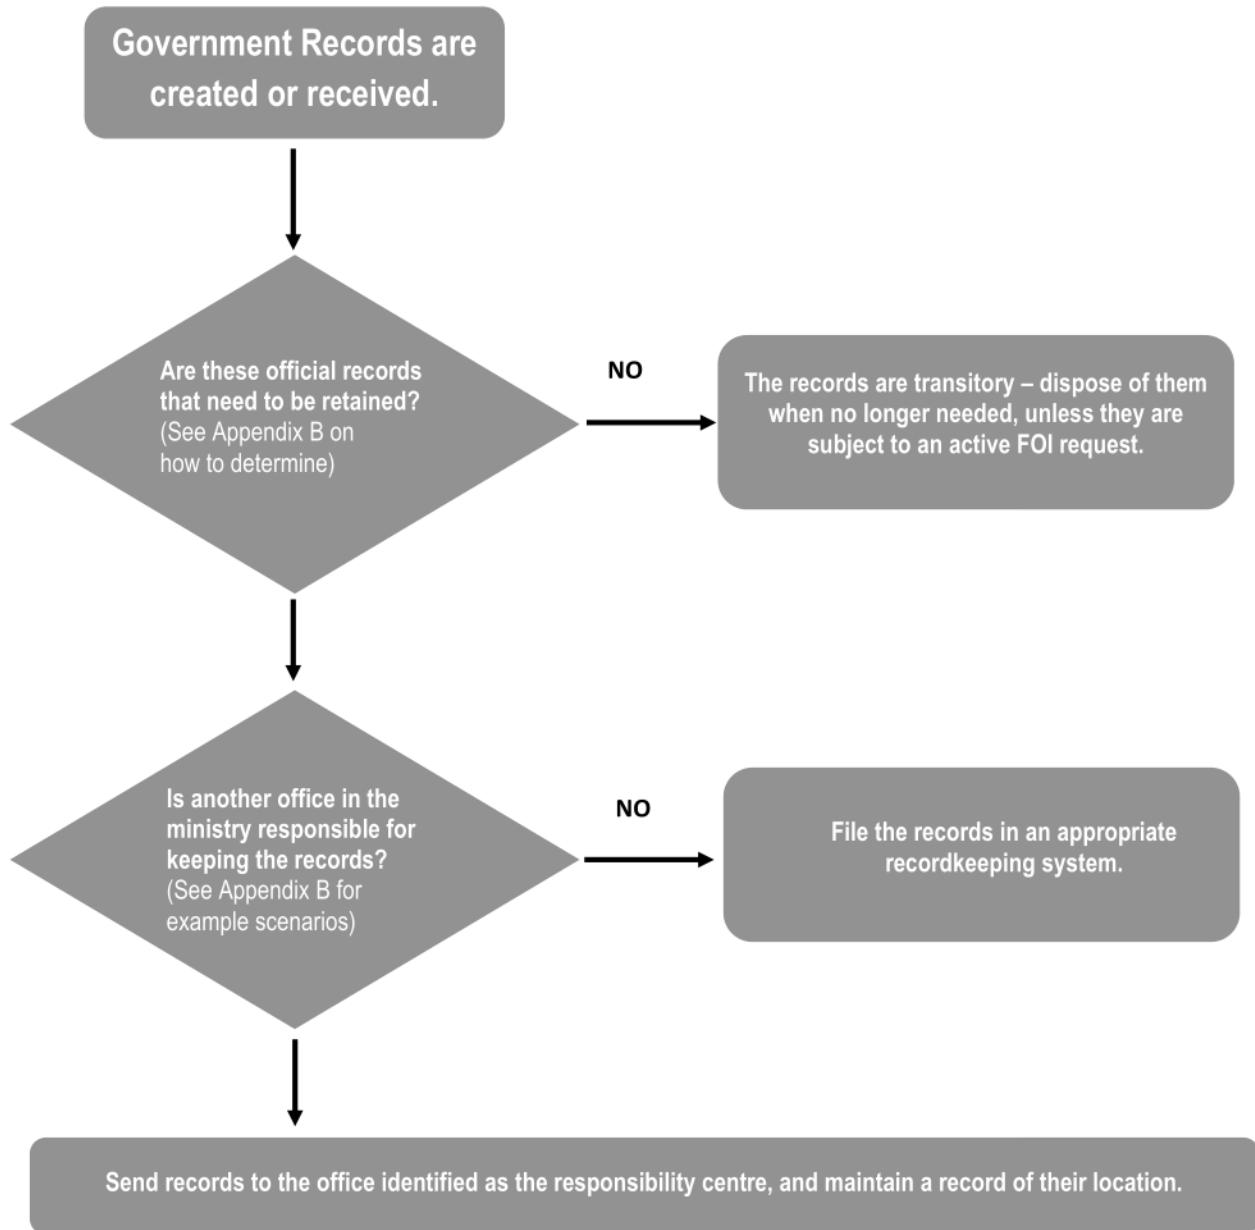 Government Records are
created or received.
Are these official records
that need to be retained?
(See Appendix B on
how to determine)
NO
The records are transitory – dispose of them
when no longer needed, unless they are
subject to an active FOI request.
Is another office in the
ministry responsible for
keeping the records?
(See Appendix B for
example scenarios)
NO
File the records in an appropriate
recordkeeping system.
Send records to the office identified as the responsibility centre, and maintain a record of their location.